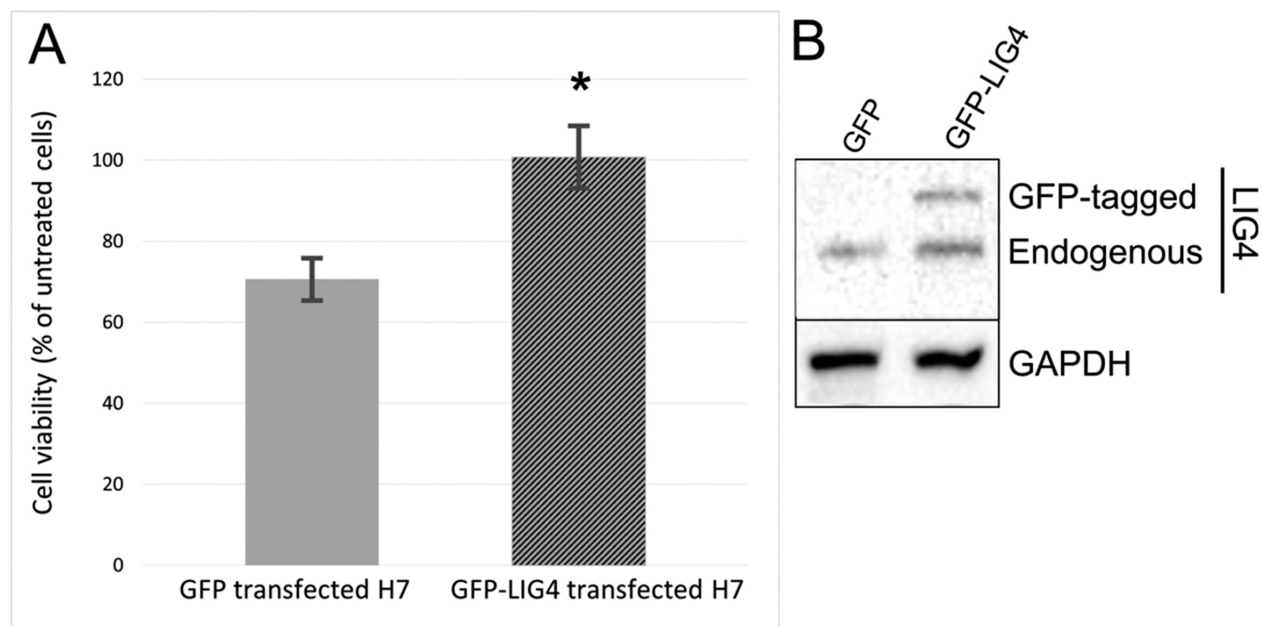 A
120
100
80
60
40
20
0
Cell viability (% of untreated cells)
*
GFP transfected H7
GFP-LIG4 transfected H7
B
GFP
GFP-LIG4
GFP-tagged
Endogenous
LIG4
GAPDH